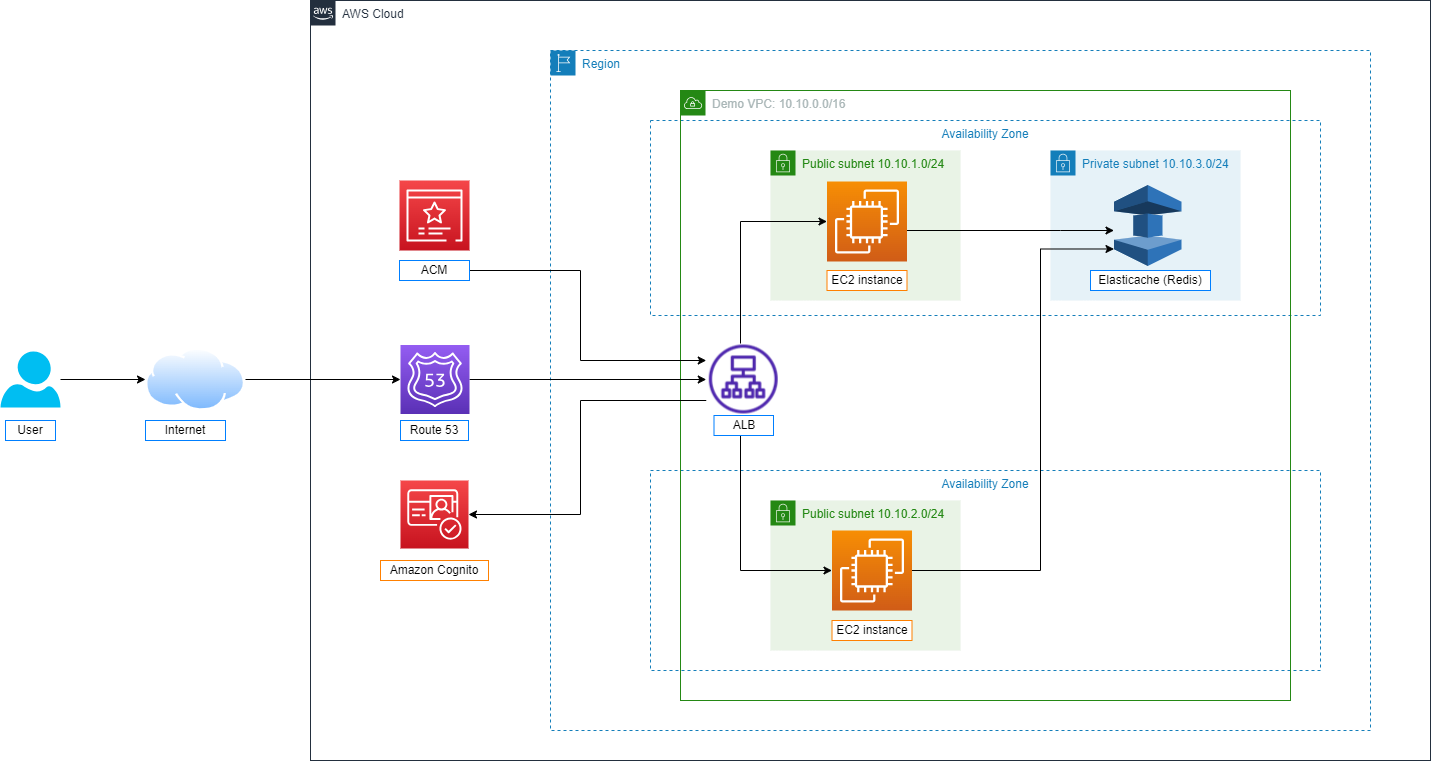 aws
AWS Cloud
Region
Demo VPC: 10.10.0.0/16
Availability Zone
Public subnet 10.10.1.0/24
Private subnet 10.10.3.0/24
EC2 instance
Elasticache (Redis)
ACM
53
User
Internet
Route 53
ALB
Availability Zone
Public subnet 10.10.2.0/24
Amazon Cognito
EC2 instance